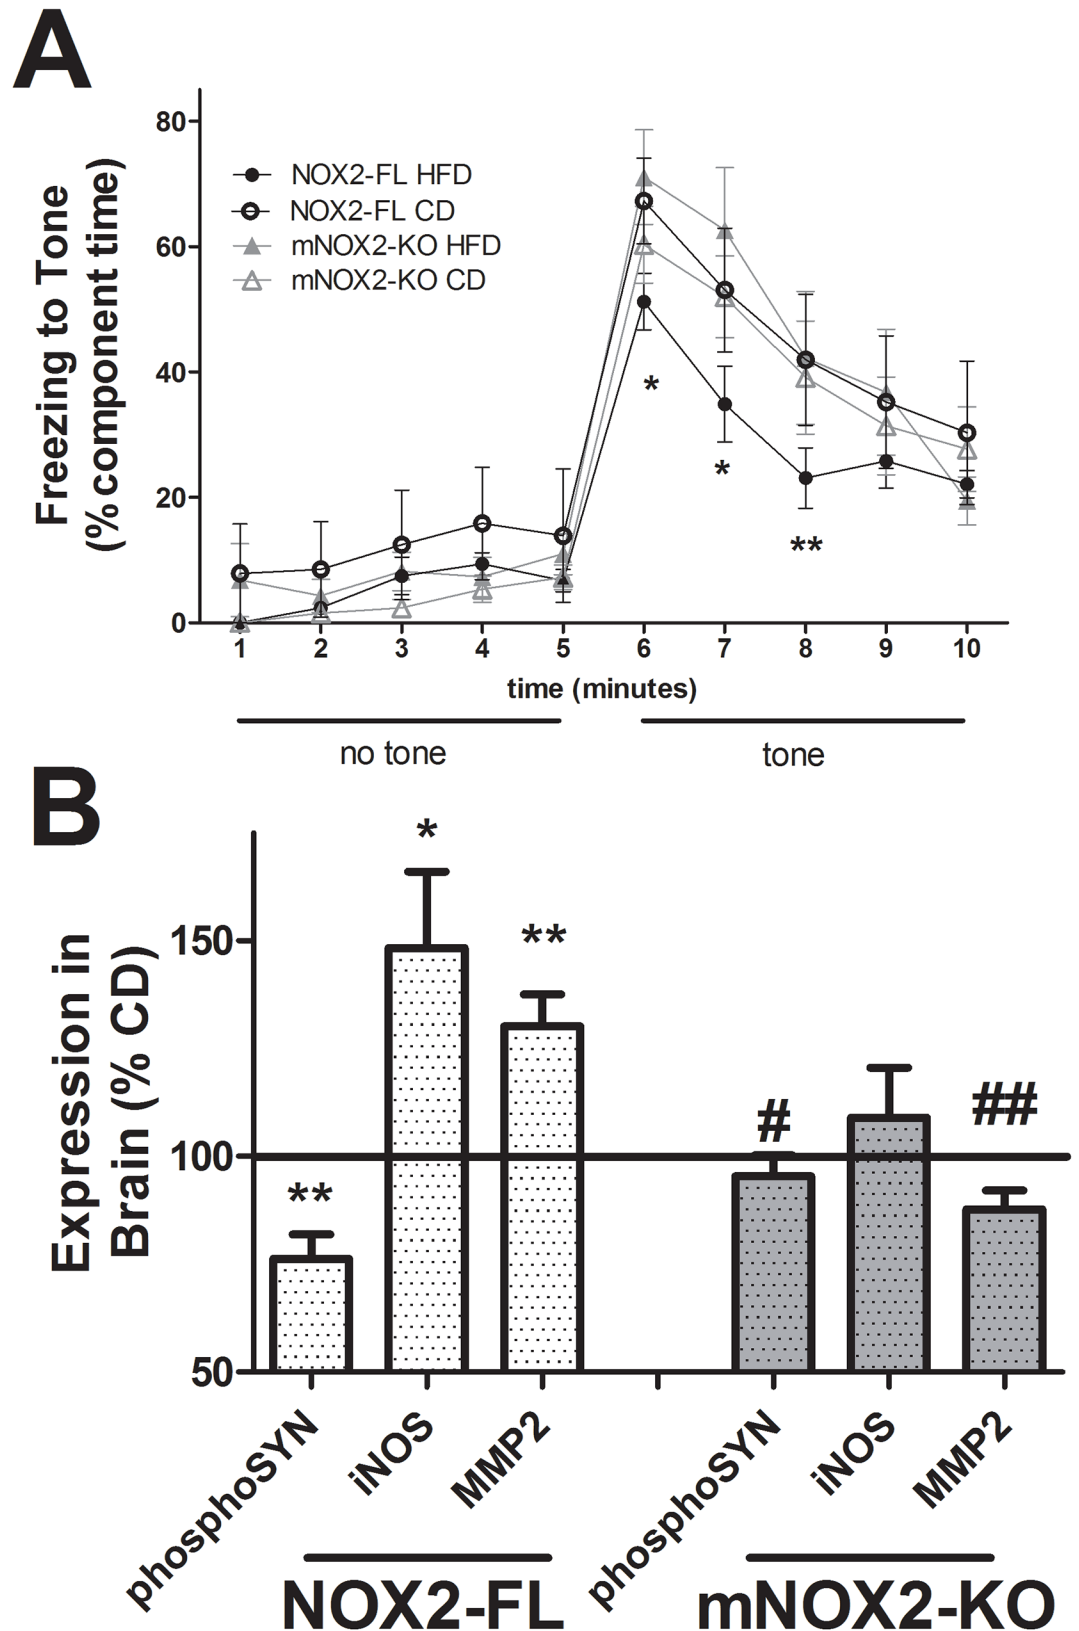 A
Freezing to Tone
(% component time)
80
60
40
20
0
NOX2-FL HFD
NOX2-FL CD
mNOX2-KO HFD
mNOX2-KO CD
*
*
**
1 2 3 4 5 6 7 8 9 10
time (minutes)
no tone tone
B
Expression in
Brain (% CD)
150
100
50
**
*
**
#
##
phosphoSYN iNOS MMP2 phosphoSYN iNOS MMP2
NOX2-FL mNOX2-KO